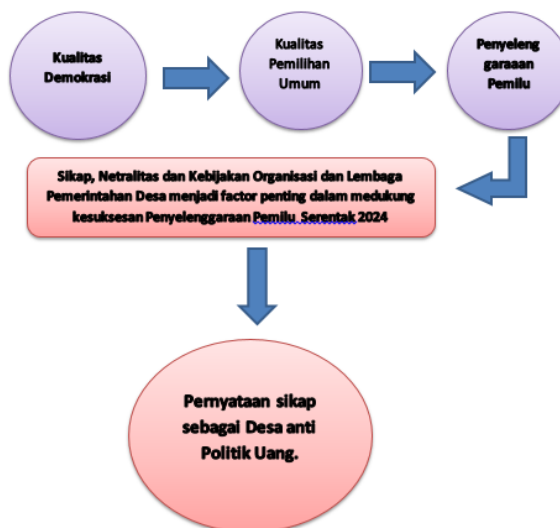 Kualitas
Demokrasi
Kualitas
Pemilihan
Umum
Penyeleng
garaaan
Pemilu
Sikap, Netralitas dan Kebijakan Organisasi dan Lembaga
Pemerintahan Desa menjadi factor penting dalam medukung
kesuksesan Penyelenggaraan Pemilu Serentak 2024
Pernyataan sikap
sebagai Desa anti
Politik Uang.